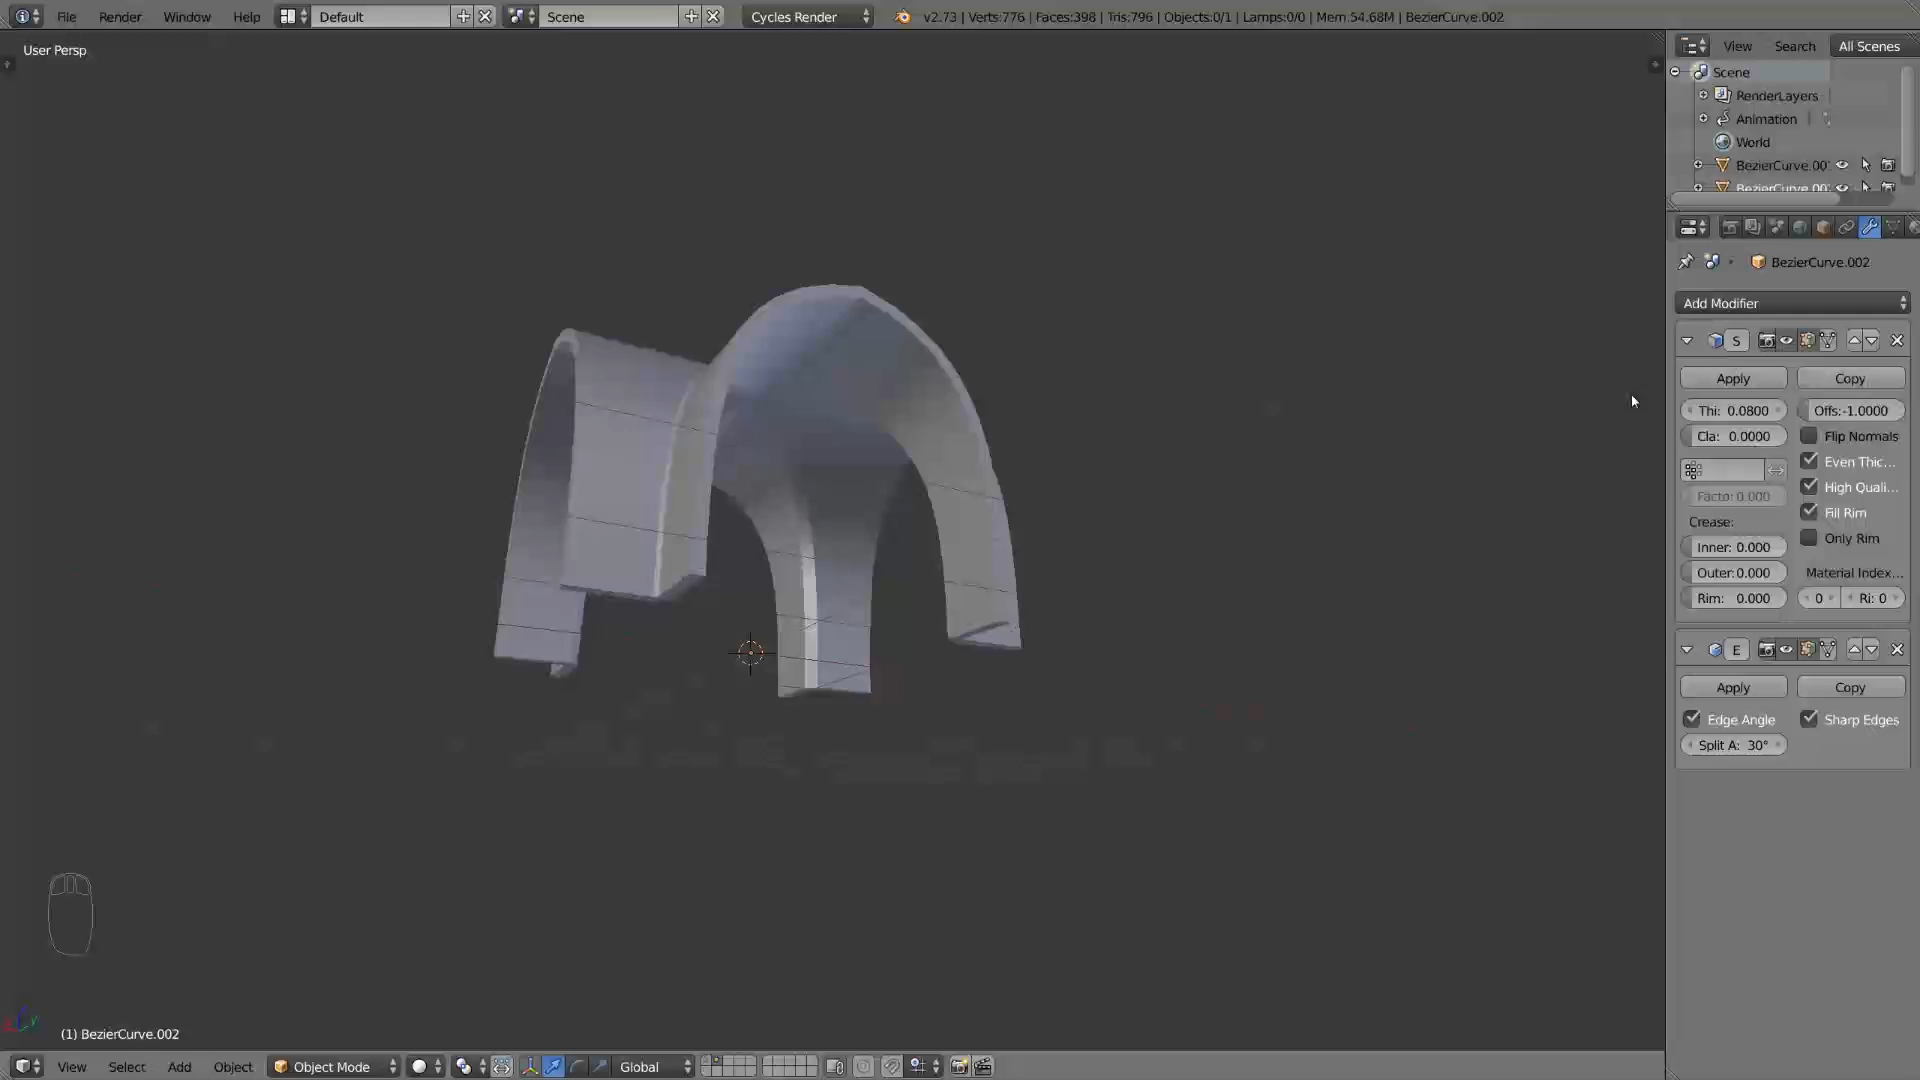 File Render Window Help Default Scene Cycles Render v2.73 | Verts:776 | Faces:398 | Tris:796 | Objects:0/1 | Lamps:0/0 | Mem:54.68M | BezierCurve.002
User Persp
View Search All Scenes
Scene
RenderLayers
Animation
World
BezierCurve.00
BezierCurve.00
BezierCurve.002
Add Modifier
S
Apply Copy
Thi: 0.0800 Offs:-1.0000
Cla: 0.0000 Flip Normals
Even Thic...
High Quali...
Facto: 0.000 Fill Rim
Crease: Only Rim
Inner: 0.000
Outer:0.000 Material Index...
Rim: 0.000 0 Ri: 0
E
Apply Copy
Edge Angle Sharp Edges
Split A: 30°
(1) BezierCurve.002
View Select Add Object Object Mode Global